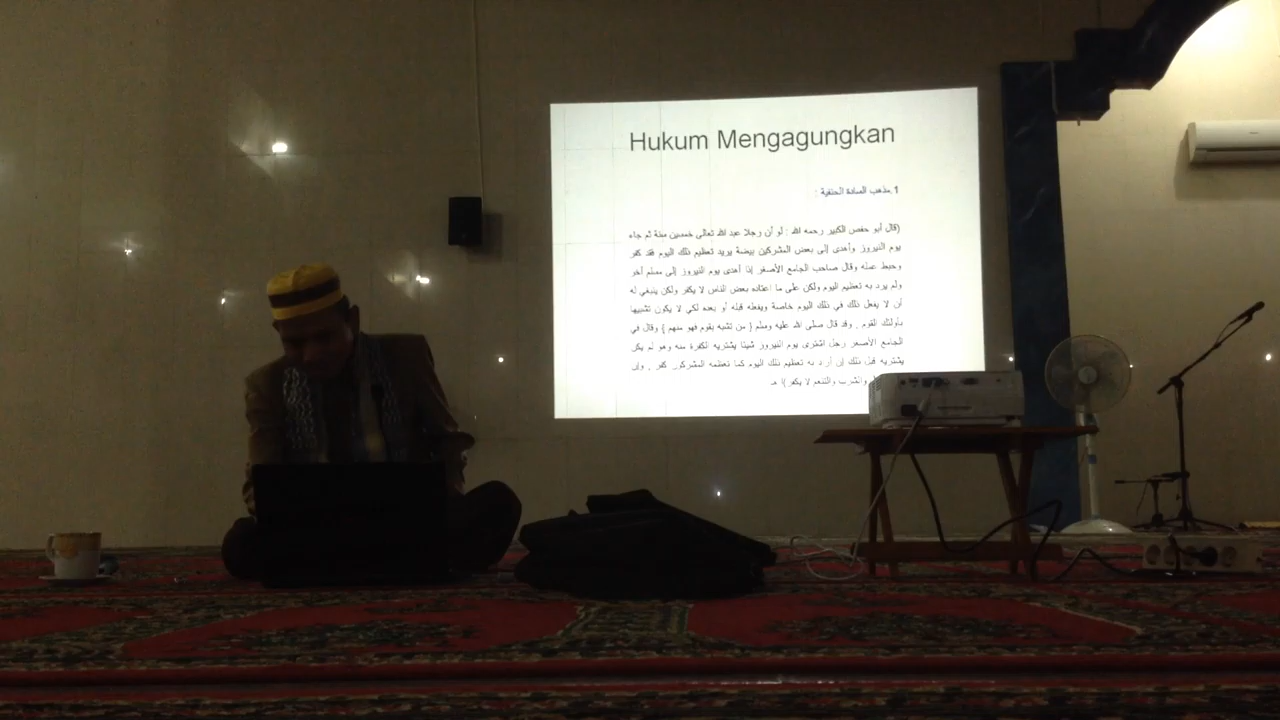 Hukum Mengagungkan
1.مذهب السادة الحنفية :
(قال أبو حفص الكبير رحمه الله : لو أن رجلا عبد الله تعالى خمسين سنة ثم جاء
يوم النيروز وأهدى إلى بعض المشركين بيضة يريد تعظيم ذلك اليوم فقد كفر
وحبط عمله وقال صاحب الجامع الأصغر إذا أهدى يوم النيروز إلى مسلم آخر
ولم يرد به تعظيم اليوم ولكن على ما اعتاده بعض الناس لا يكفر ولكن ينبغي له
أن لا يفعل ذلك في ذلك اليوم خاصة ويفعله قبله أو بعده لكي لا يكون تشبيها
بأولئك القوم , وقد قال صلى الله عليه وسلم { من تشبه بقوم فهو منهم } وقال في
الجامع الأصغر رجل اشترى يوم النيروز شيئا يشتريه الكفرة منه وهو لم يكن
يشتريه قبل ذلك إن أراد به تعظيم ذلك اليوم كما تعظمه المشركون كفر , وإن
والشرب والتنعم لا يكفر إ هـ